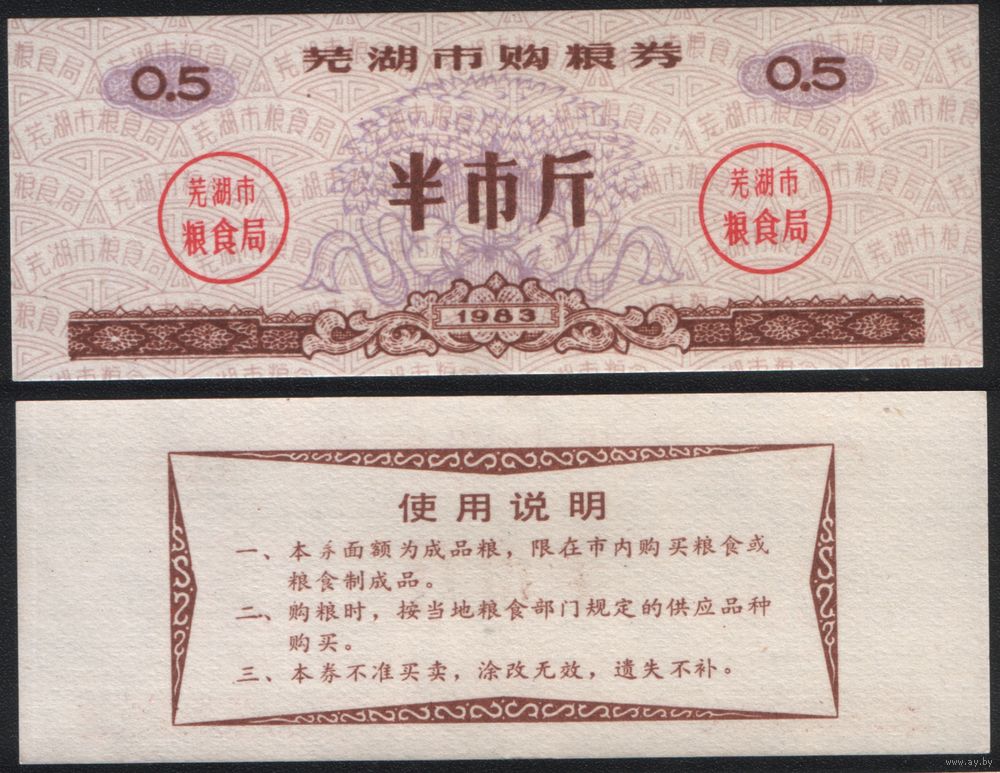 芜湖市购粮券
0.5
0.5
半市斤
芜湖市
粮食局
芜湖市
粮食局
1983
使用说明
一、本券面额为成品粮，限在市内购买粮食或
粮食制成品。
二、购粮时，按当地粮食部门规定的供应品种
购买。
三、本券不准买卖，涂改无效，遗失不补。
www.ay.by